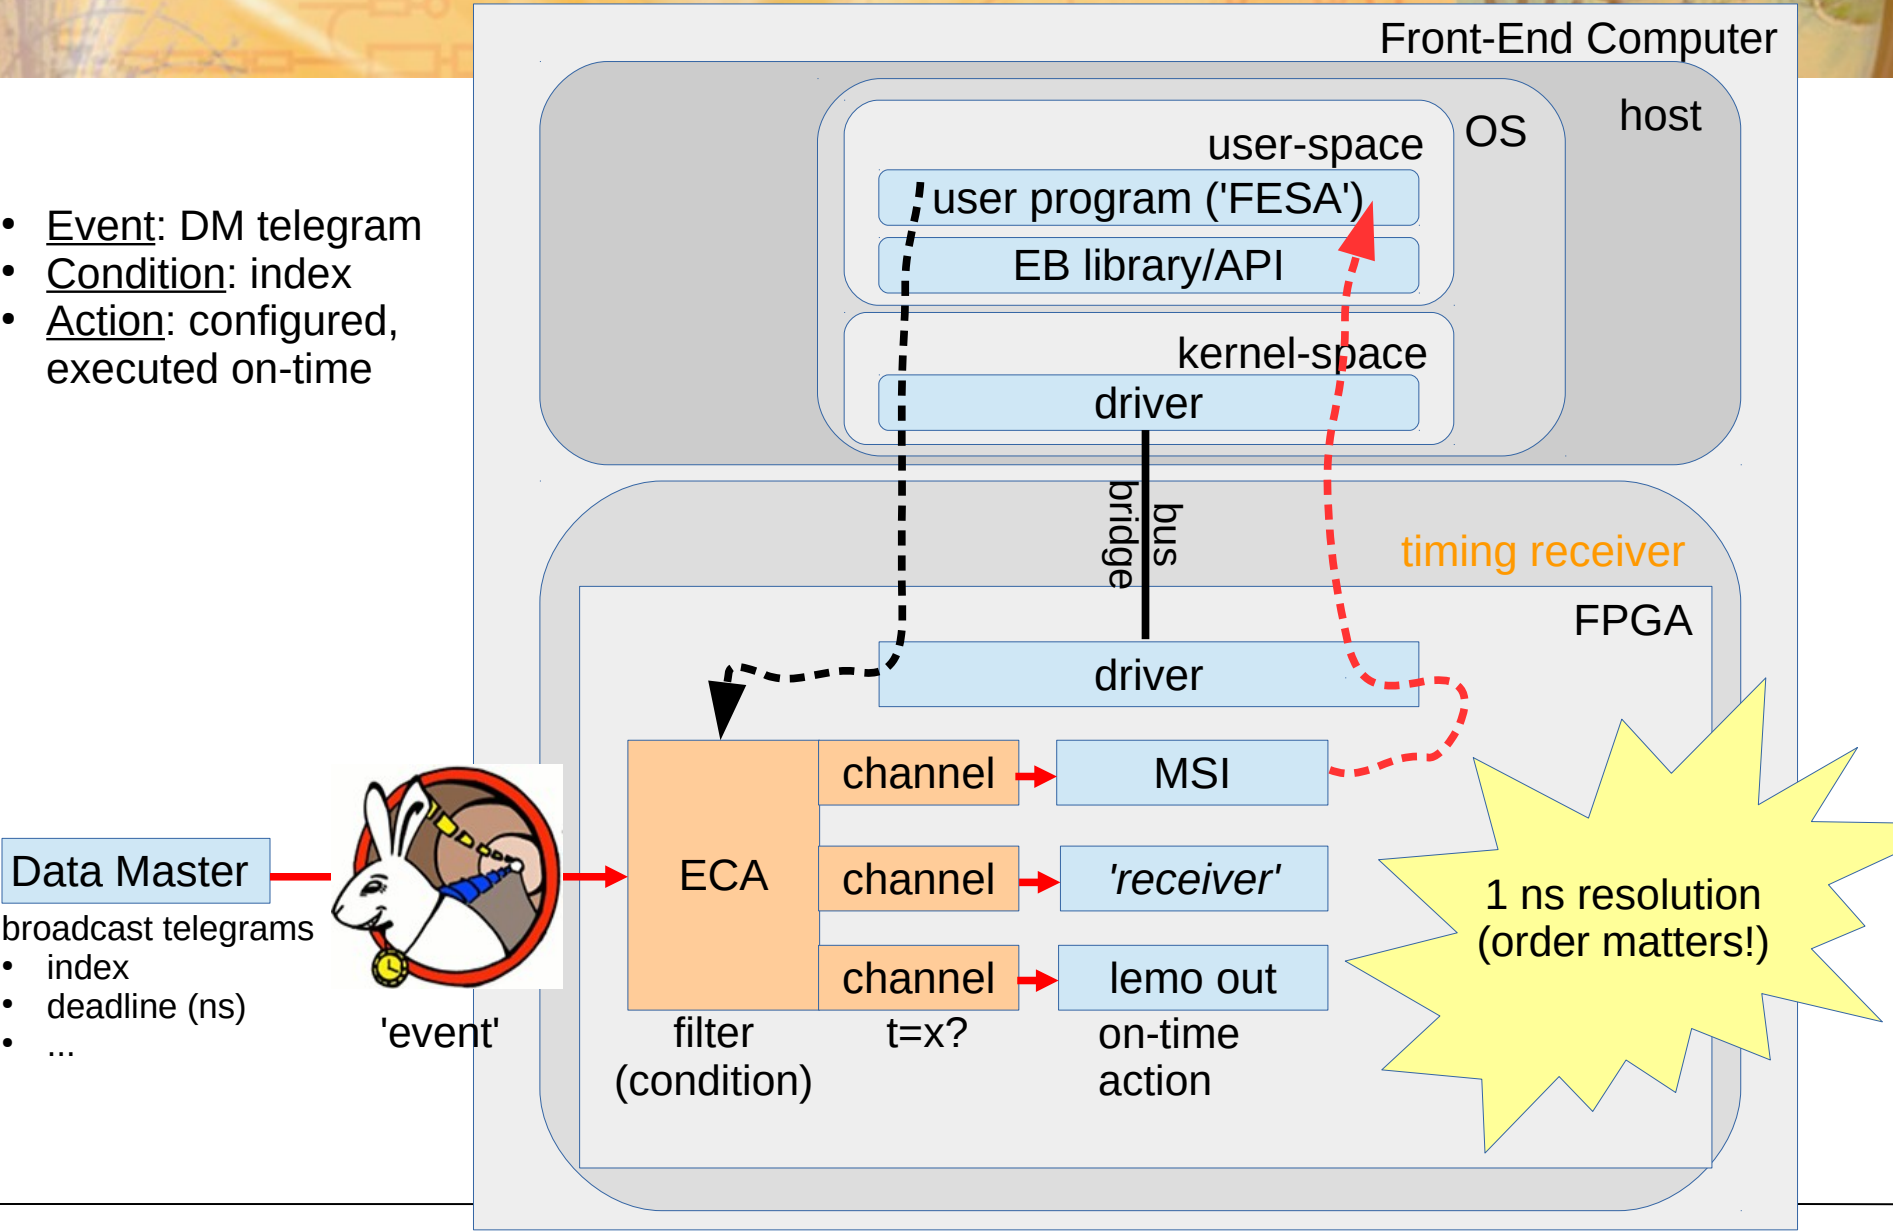 Front-End Computer
host
OS
user-space
user program ('FESA')
EB library/API
kernel-space
driver
• Event: DM telegram
• Condition: index
• Action: configured,
executed on-time
bus
bridge
timing receiver
FPGA
driver
Data Master
broadcast telegrams
• index
• deadline (ns)
• ...
'event'
ECA
filter
(condition)
channel
channel
channel
t=x?
MSI
'receiver'
lemo out
on-time
action
1 ns resolution
(order matters!)